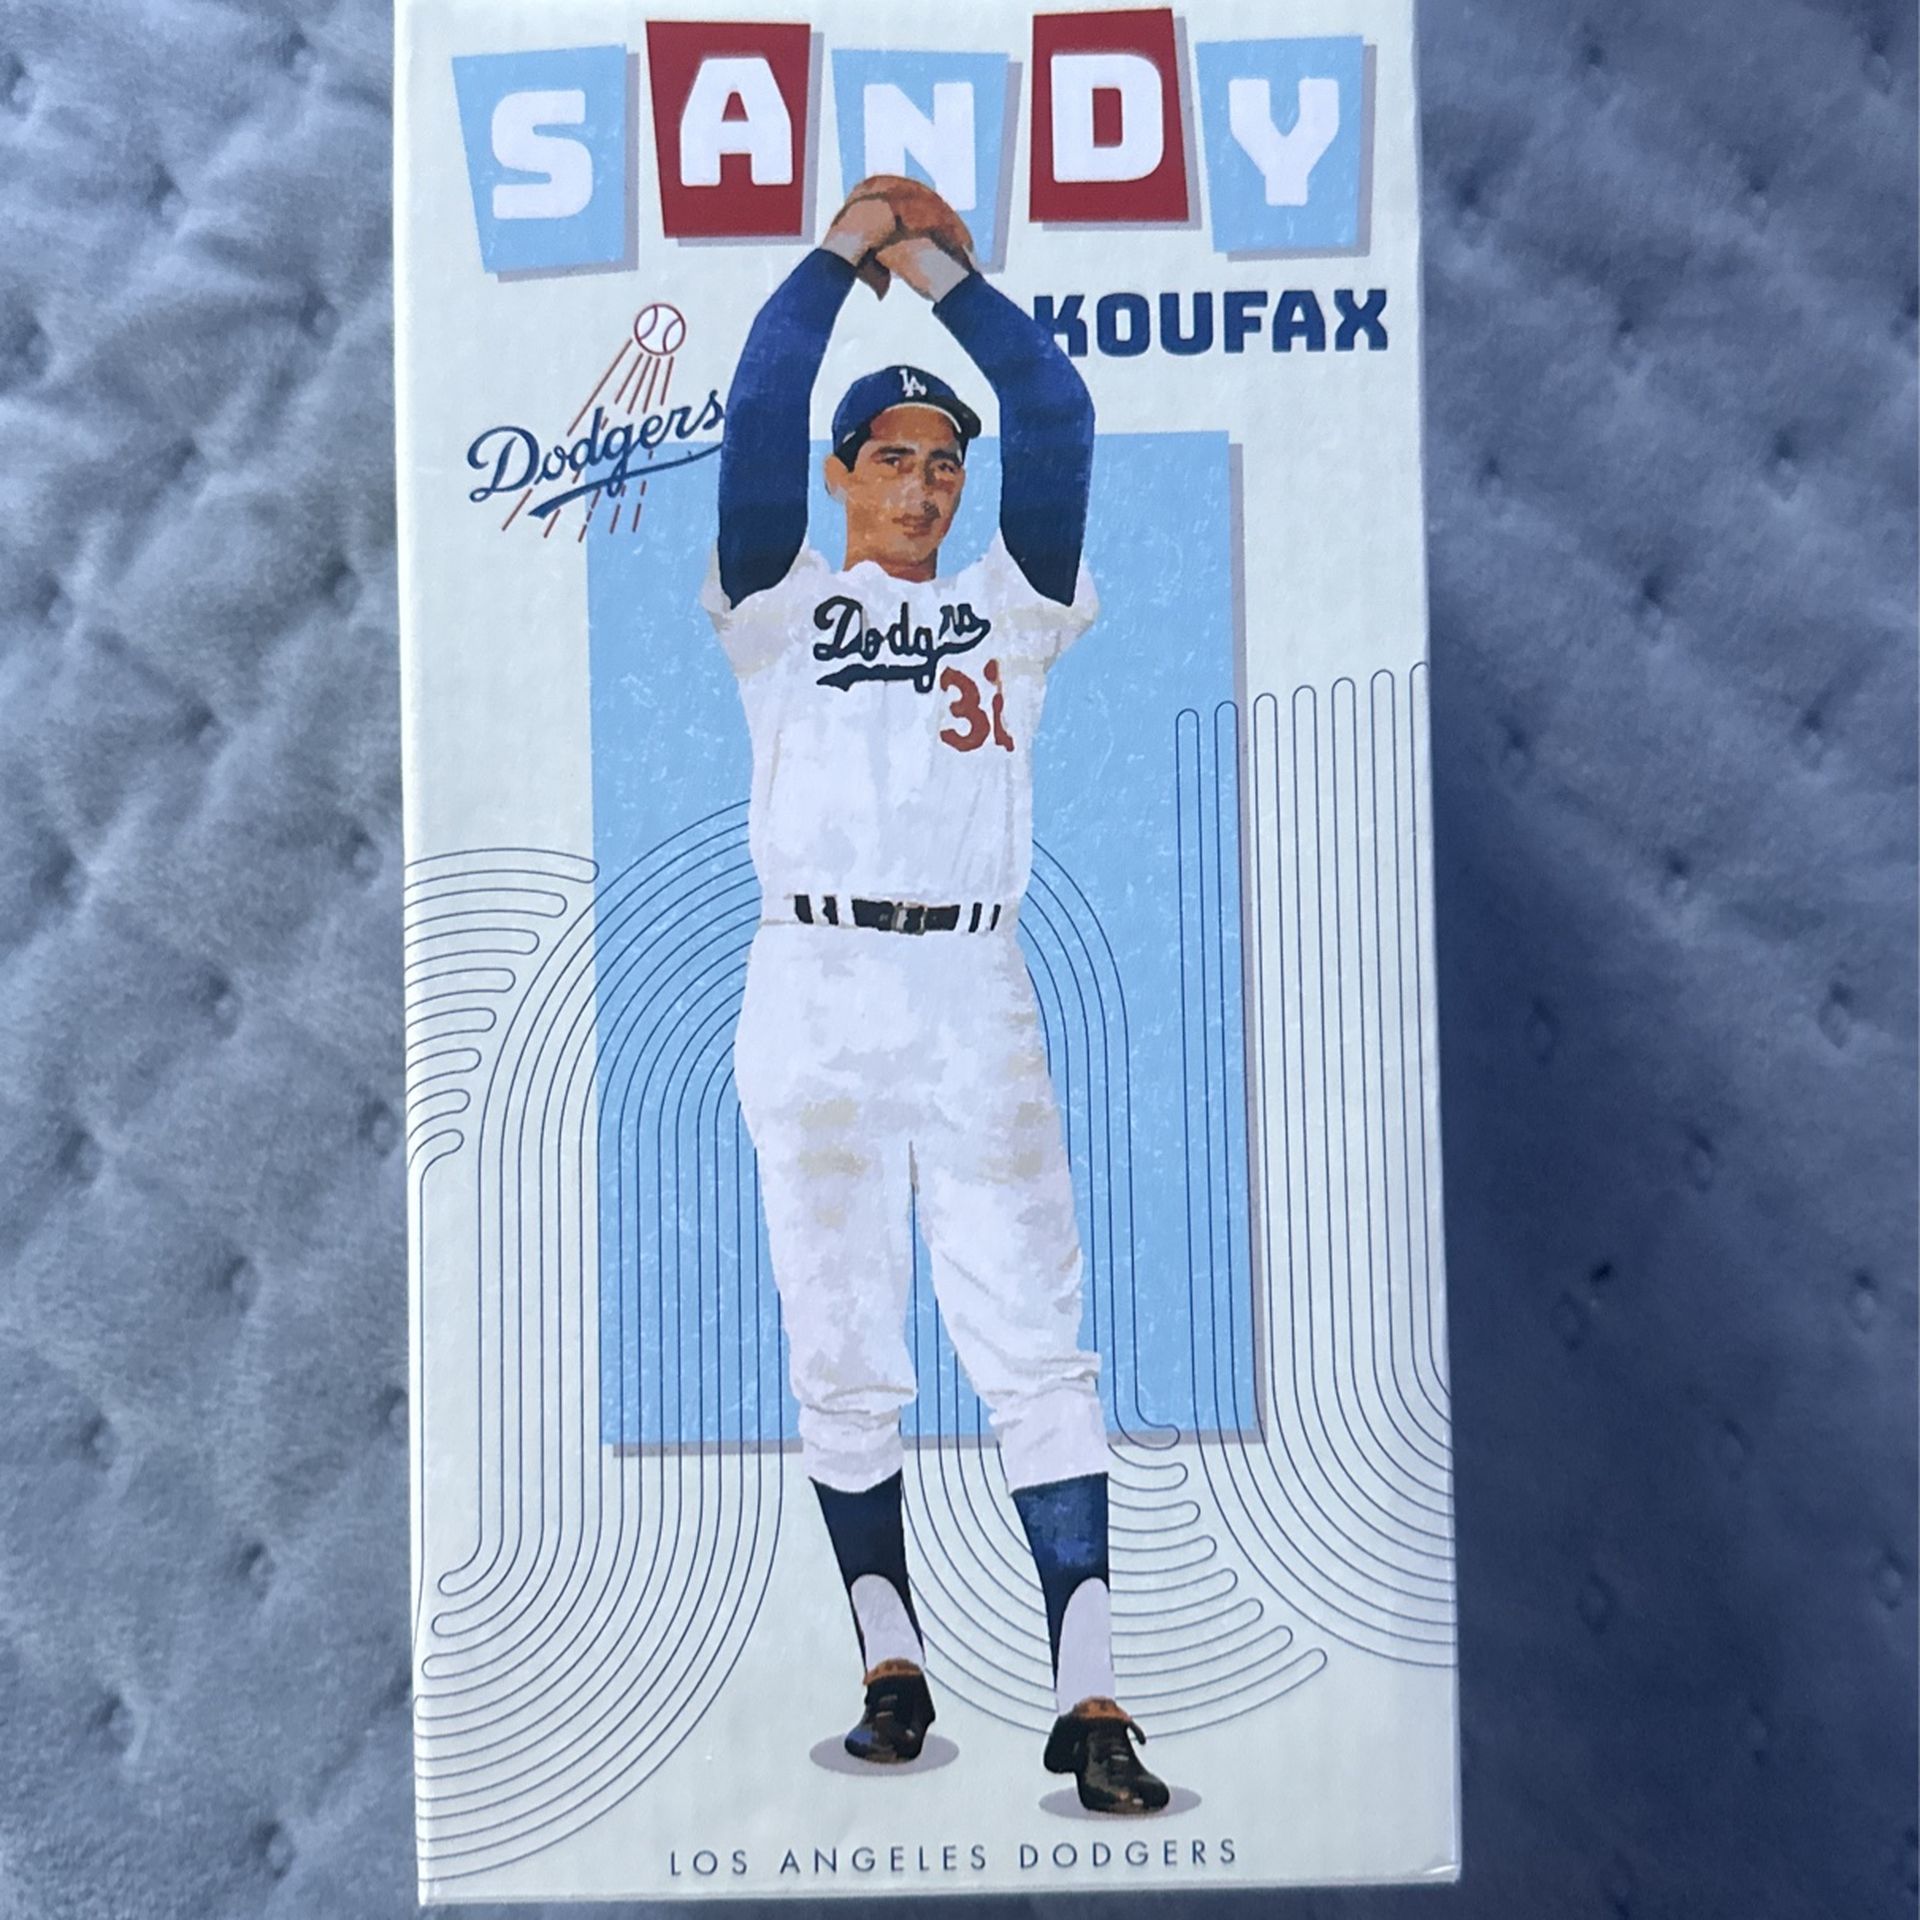 SANDY
KOUFAX
Dodgers
LA
Dodgers
32
LOS ANGELES DODGERS